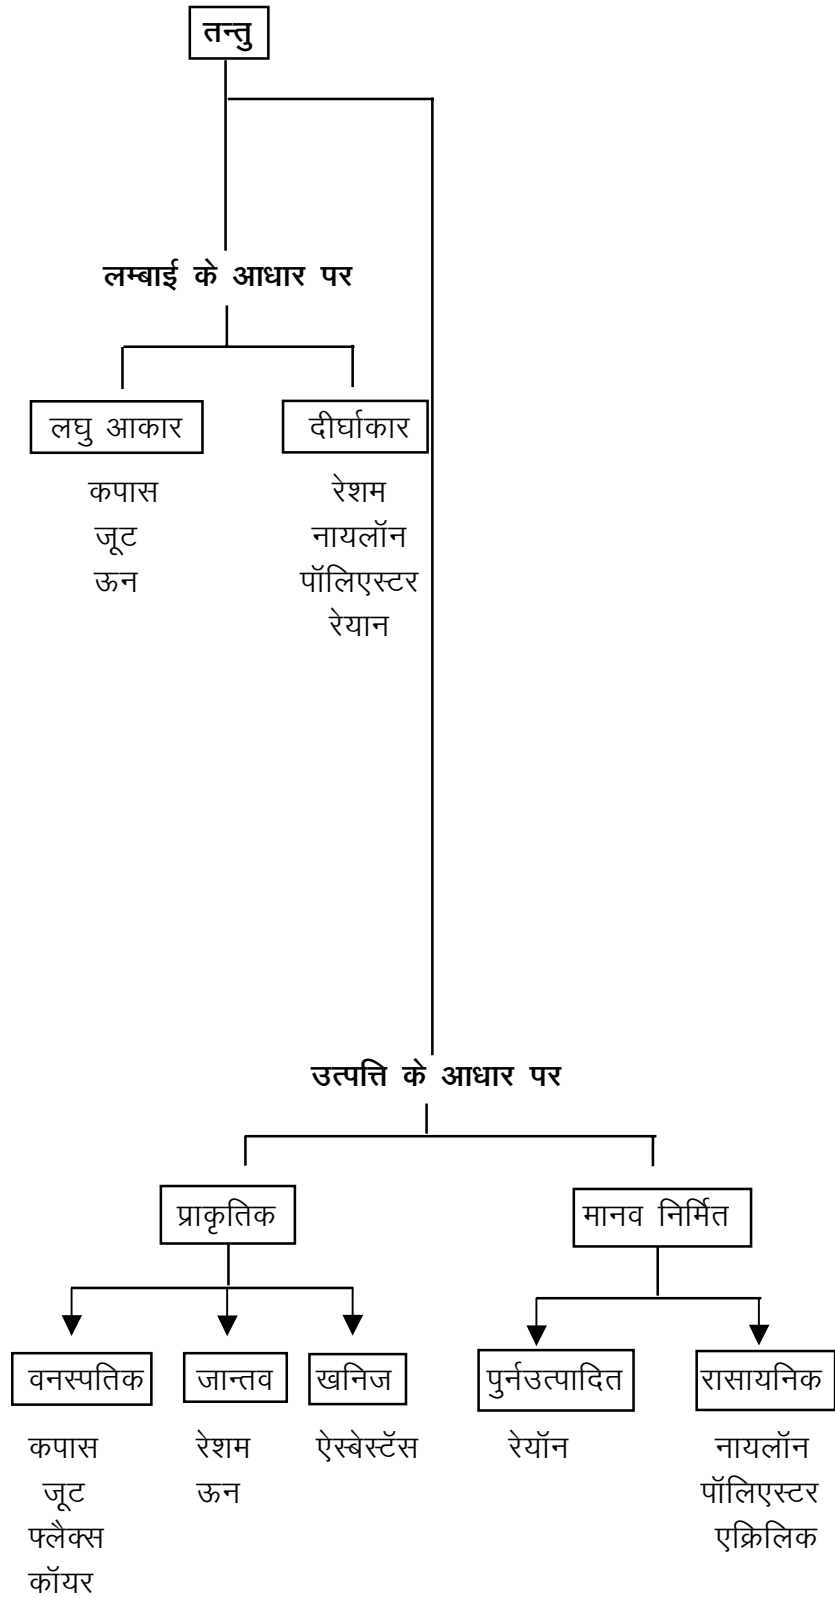 तन्तु
लम्बाई के आधार पर
लघु आकार
दीर्घाकार
कपास
जूट
ऊन
रेशम
नायलॉन
पॉलिएस्टर
रेयान
उत्पत्ति के आधार पर
प्राकृतिक
मानव निर्मित
वनस्पतिक
जान्तव
खनिज
पुर्नउत्पादित
रासायनिक
कपास
जूट
फ्लैक्स
कॉयर
रेशम
ऊन
ऐस्बेस्टॅस
रेयॉन
नायलॉन
पॉलिएस्टर
एक्रिलिक